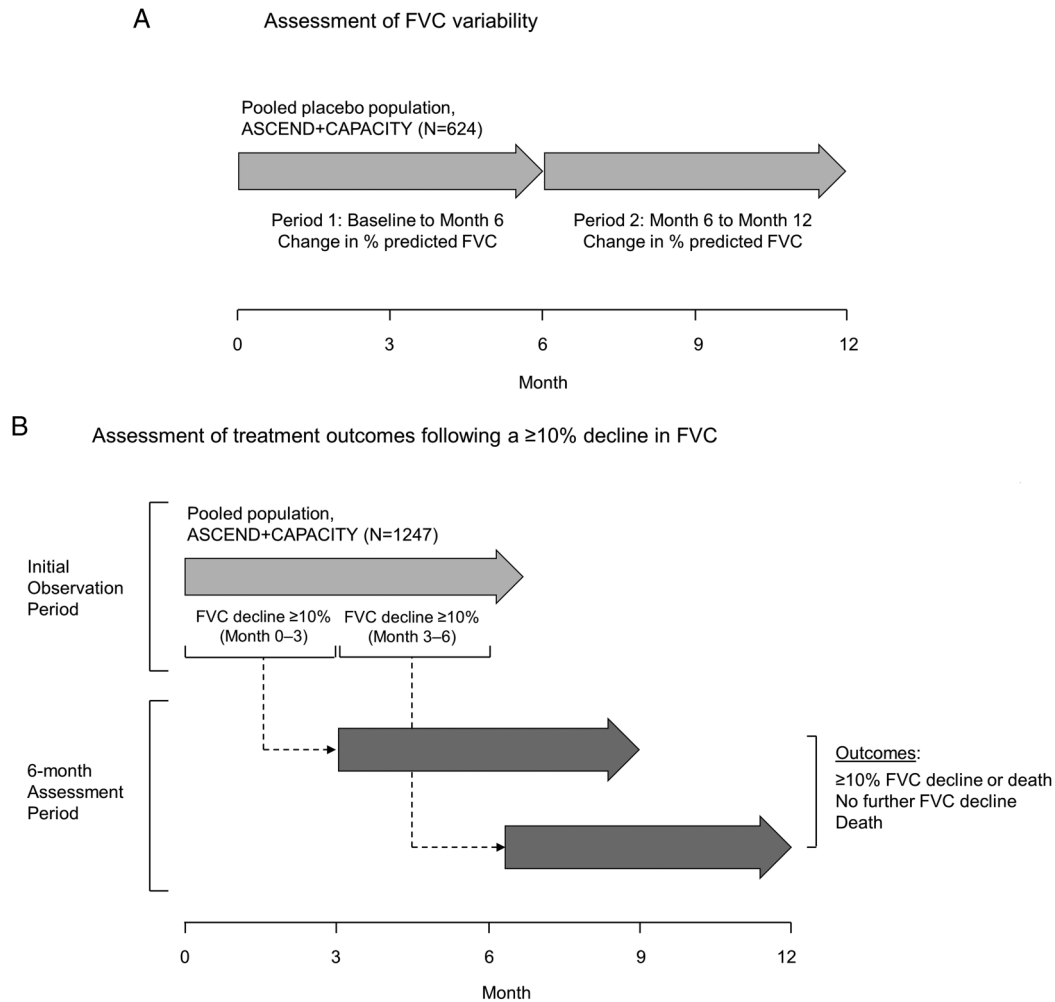 A
Assessment of FVC variability
Pooled placebo population,
ASCEND+CAPACITY (N=624)
Period 1: Baseline to Month 6
Change in % predicted FVC
Period 2: Month 6 to Month 12
Change in % predicted FVC
0 3 6 9 12
Month
B
Assessment of treatment outcomes following a ≥10% decline in FVC
Initial
Observation
Period
Pooled population,
ASCEND+CAPACITY (N=1247)
FVC decline ≥10%
(Month 0–3)
FVC decline ≥10%
(Month 3–6)
6-month
Assessment
Period
Outcomes:
≥10% FVC decline or death
No further FVC decline
Death
0 3 6 9 12
Month